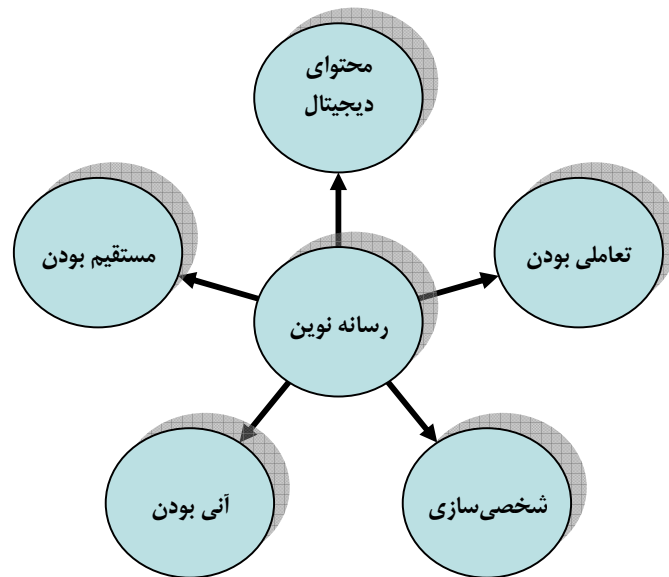 محتوای
دیجیتال
تعاملی بودن
مستقیم بودن
رسانه نوین
شخصی‌سازی
آنی بودن